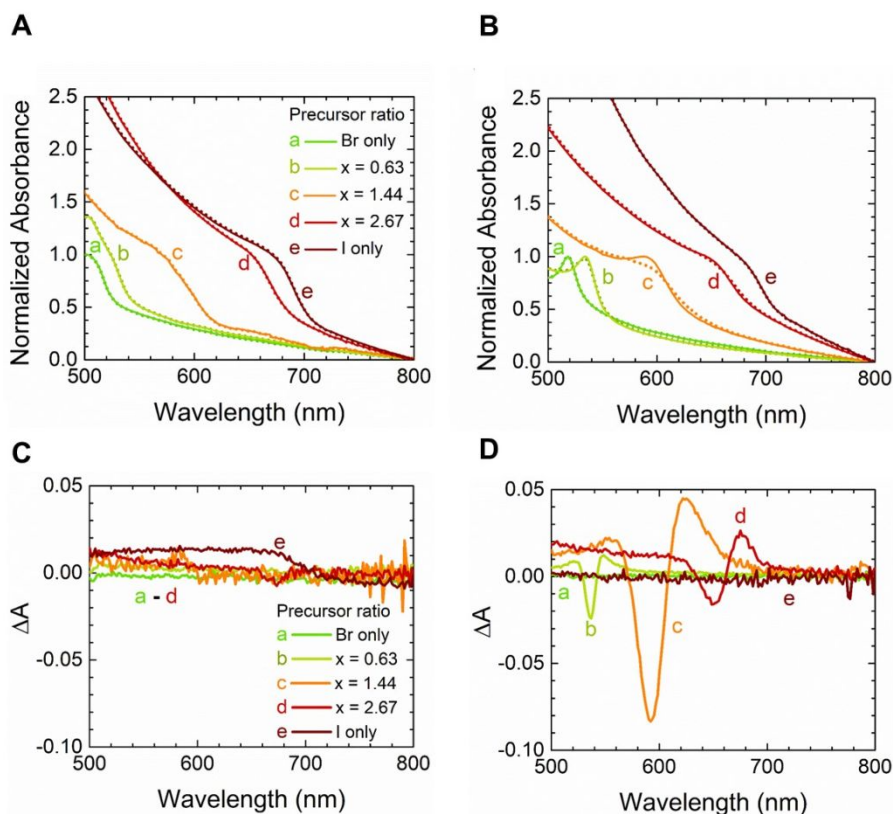 A
2.5
2.0
1.5
1.0
0.5
0.0
Normalized Absorbance
500
600
700
800
Wavelength (nm)
Precursor ratio
a Br only
b x = 0.63
c x = 1.44
d x = 2.67
e I only
a
b
c
d
e
B
2.5
2.0
1.5
1.0
0.5
0.0
Normalized Absorbance
500
600
700
800
Wavelength (nm)
a
b
c
d
e
C
0.05
0.00
-0.05
-0.10
ΔA
500
600
700
800
Wavelength (nm)
e
a - d
Precursor ratio
a Br only
b x = 0.63
c x = 1.44
d x = 2.67
e I only
D
0.05
0.00
-0.05
-0.10
ΔA
500
600
700
800
Wavelength (nm)
a
b
c
d
e